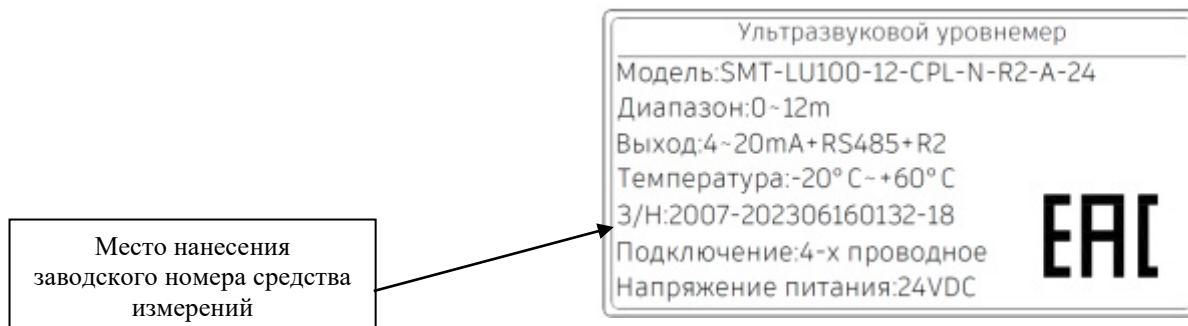 Ультразвуковой уровнемер
Модель:SMT-LU100-12-CPL-N-R2-A-24
Диапазон:0~12m
Выход:4~20mA+RS485+R2
Температура:-20°C~+60°C
З/Н:2007-202306160132-18
Подключение:4-х проводное
Напряжение питания:24VDC
EAC
Место нанесения
заводского номера средства
измерений